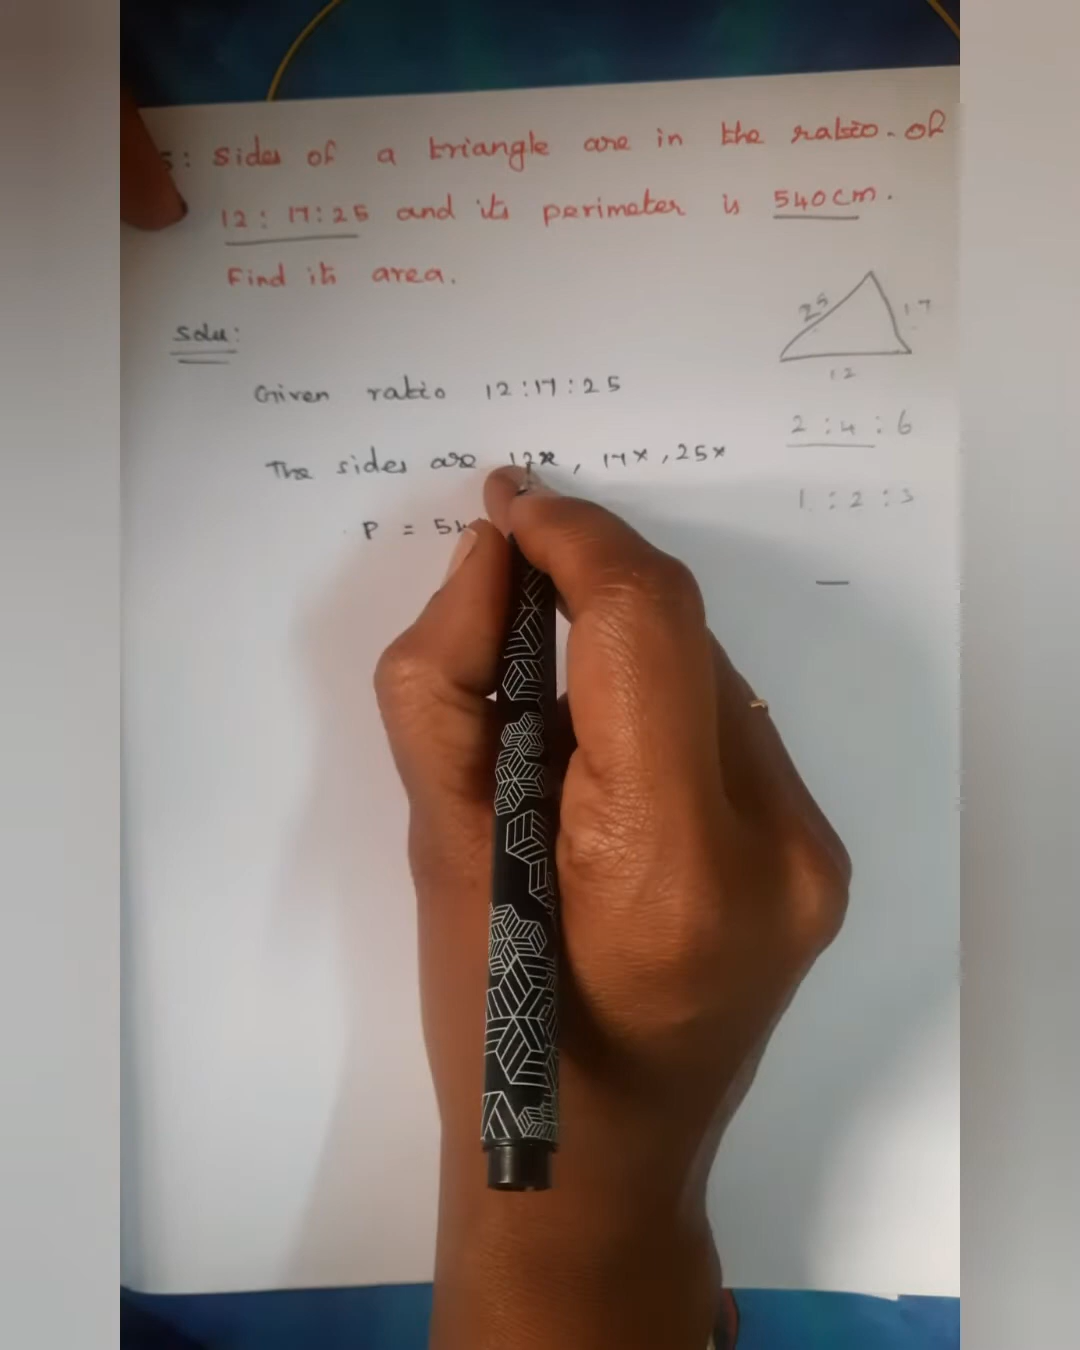 5: Sides of a triangle are in the ratio of
12 : 17 : 25 and its perimeter is 540cm.
Find its area.
Solu:
25
17
12
Given ratio 12:17:25
2 : 4 : 6
The sides are 12x, 17x, 25x
1 : 2 : 3
P = 54